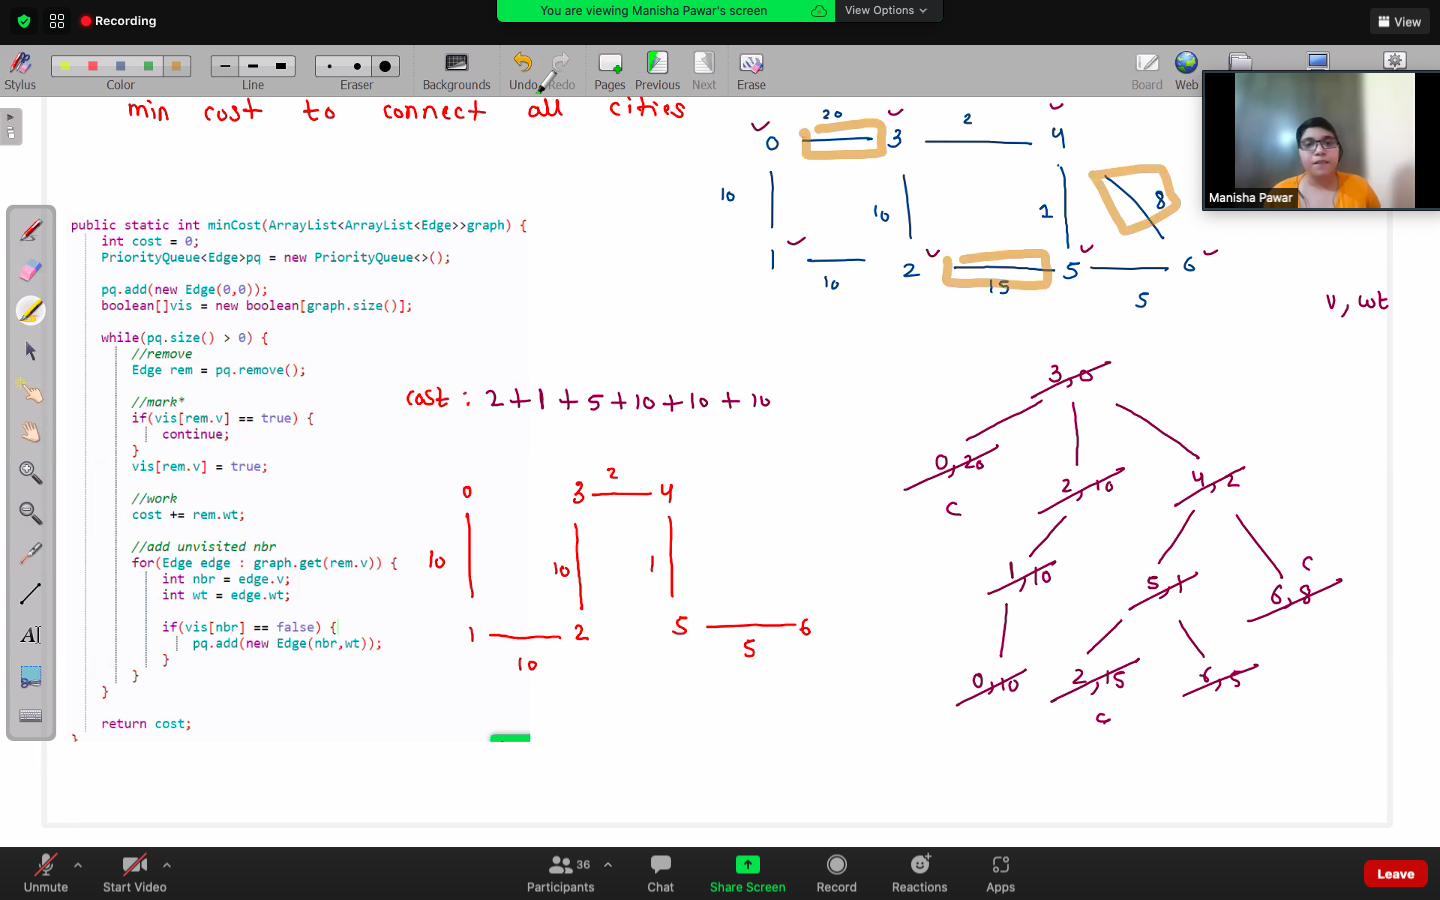 Recording
You are viewing Manisha Pawar's screen
View Options
View
Stylus
Color
Line
Eraser
Backgrounds
Undo
Redo
Pages
Previous
Next
Erase
Board
Web
min cost to connect all cities
Manisha Pawar
0 20 3 2 4
10 10 1 8
1 10 2 15 5 5 6
v, wt
public static int minCost(ArrayList<ArrayList<Edge>>graph) {
int cost = 0;
PriorityQueue<Edge>pq = new PriorityQueue<>();
pq.add(new Edge(0,0));
boolean[]vis = new boolean[graph.size()];
while(pq.size() > 0) {
//remove
Edge rem = pq.remove();
//mark*
if(vis[rem.v] == true) {
continue;
}
vis[rem.v] = true;
//work
cost += rem.wt;
//add unvisited nbr
for(Edge edge : graph.get(rem.v)) {
int nbr = edge.v;
int wt = edge.wt;
if(vis[nbr] == false) {
pq.add(new Edge(nbr,wt));
}
}
}
return cost;
}
cost : 2+1+5+10+10+10
0 3 2 4
10 10 1
1 10 2 5 5 6
3,0
0,20 2,10 4,2
c
1,10 5,1 6,8 c
0,10 2,15 6,5
c
A
Unmute
Start Video
Participants 36
Chat
Share Screen
Record
Reactions
Apps
Leave